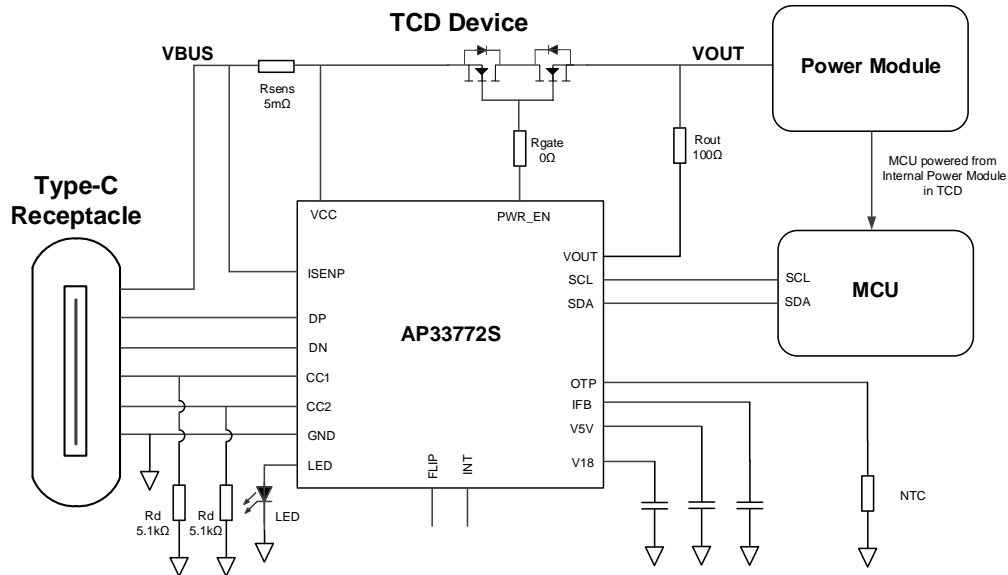 TCD Device
VBUS
VOUT
Power Module
Rsens
5mΩ
Rgate
0Ω
Rout
100Ω
MCU powered from
Internal Power Module
in TCD
Type-C
Receptacle
VCC
PWR_EN
VOUT
ISENP
SCL
SDA
SCL
SDA
MCU
DP
DN
AP33772S
CC1
CC2
GND
LED
OTP
IFB
V5V
V18
FLIP
INT
LED
Rd
5.1kΩ
Rd
5.1kΩ
NTC